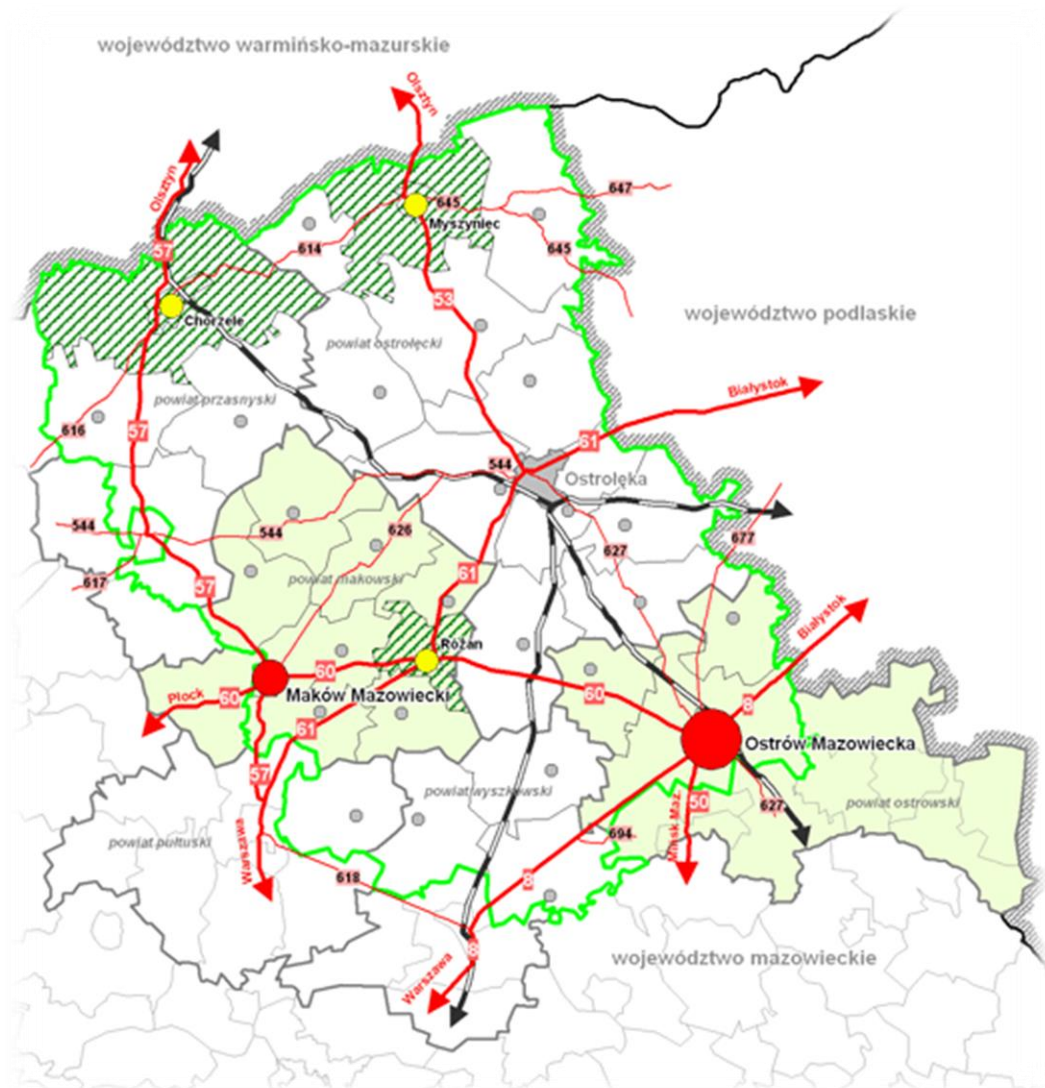 województwo warmińsko-mazurskie
Olsztyn
Olsztyn
647
645
Myszyniec
614
645
57
53
Chorzele
województwo podlaskie
powiat ostrołęcki
Białystok
powiat przasnyski
616
57
61
544
Ostrołęka
544
544
626
677
627
617
57
61
powiat makowski
Białystok
Różan
60
60
Maków Mazowiecki
Płock
60
8
61
Ostrów Mazowiecka
57
powiat wyszkowski
50
627
powiat ostrowski
Mińsk Maz.
694
powiat pułtuski
Warszawa
618
8
8
województwo mazowieckie
Warszawa